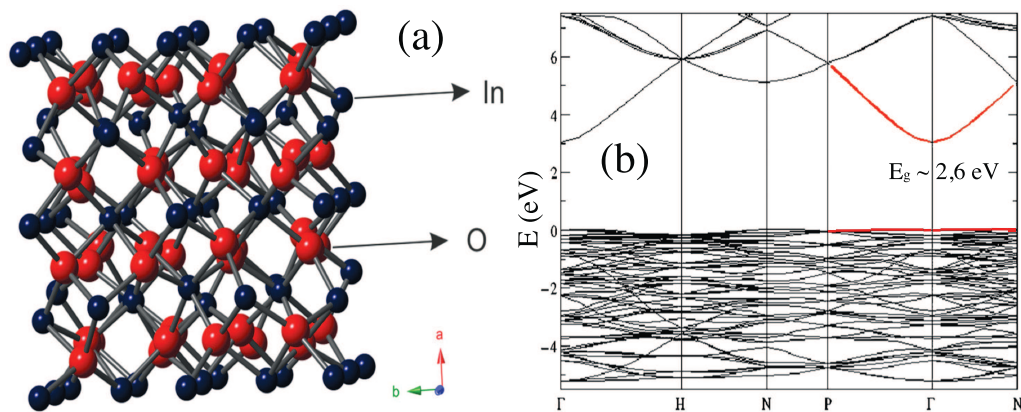 (a)
In
O
a
b
(b)
E (eV)
6
4
2
0
−2
−4
Eg ~ 2,6 eV
Γ H N P Γ N